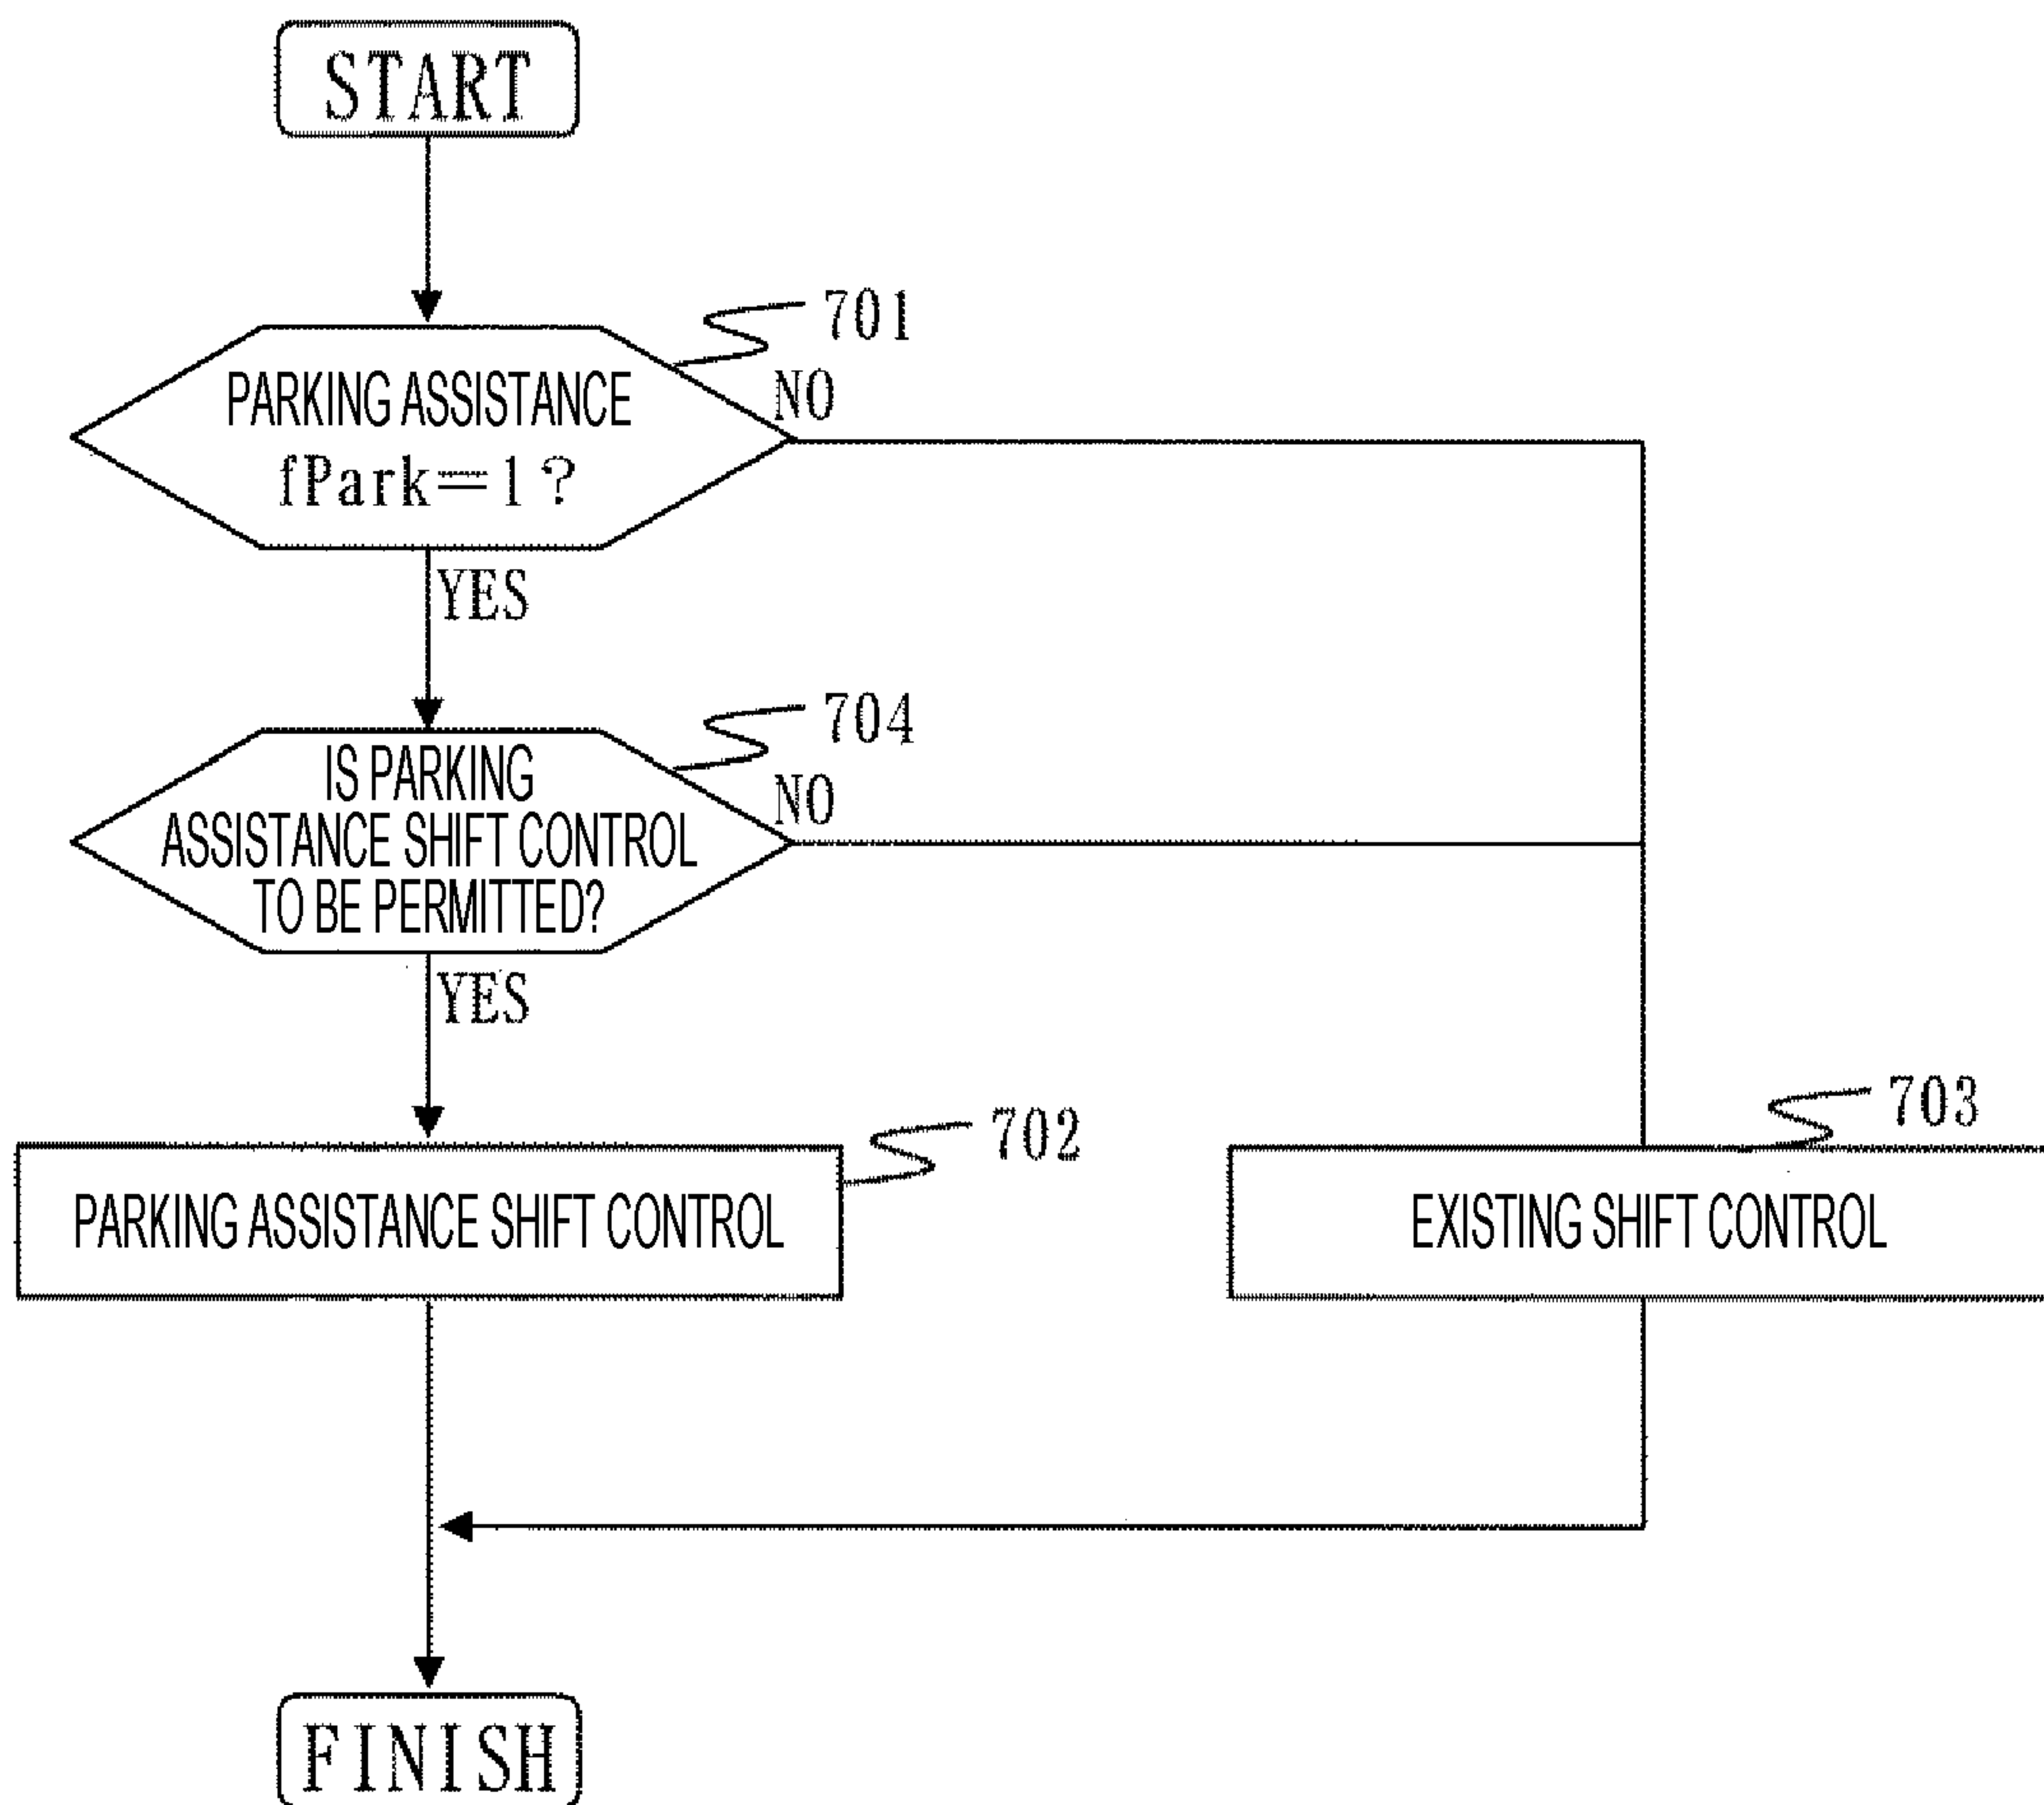 START
701
PARKING ASSISTANCE
fPark=1?
NO
YES
704
IS PARKING
ASSISTANCE SHIFT CONTROL
TO BE PERMITTED?
NO
YES
702
PARKING ASSISTANCE SHIFT CONTROL
703
EXISTING SHIFT CONTROL
FINISH